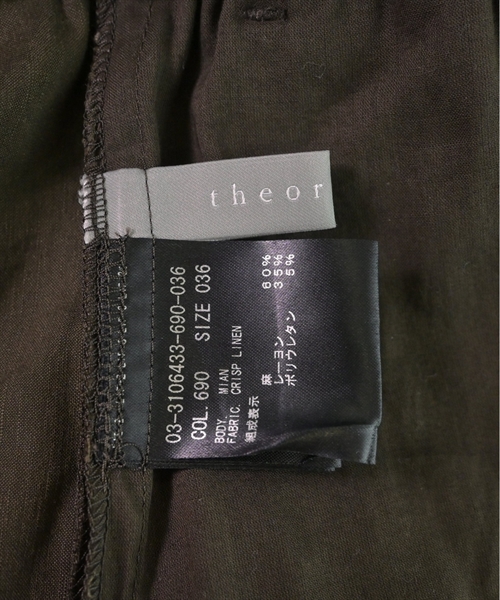 theor
03-3106433-690-036
COL. 690 SIZE 036
BODY. MIAN
FABRIC. CRISP LINEN
組成表示
麻 60%
レーヨン 35%
ポリウレタン 5%